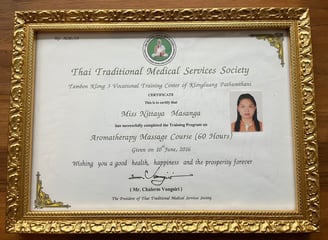 Thai Traditional Medical Services Society
Tambon Klong 3 Vocational Training Center of Klongluang Pathumthani
CERTIFICATE
This is to certify that
Miss Nittaya Masanga
has successfully completed the Training Program on
Aromatherapy Massage Course (60 Hours)
Given on 10th June, 2016
Wishing you a good health, happiness and the prosperity forever
( Mr. Chalerm Vongsiri )
The President of Thai Traditional Medical Services Society